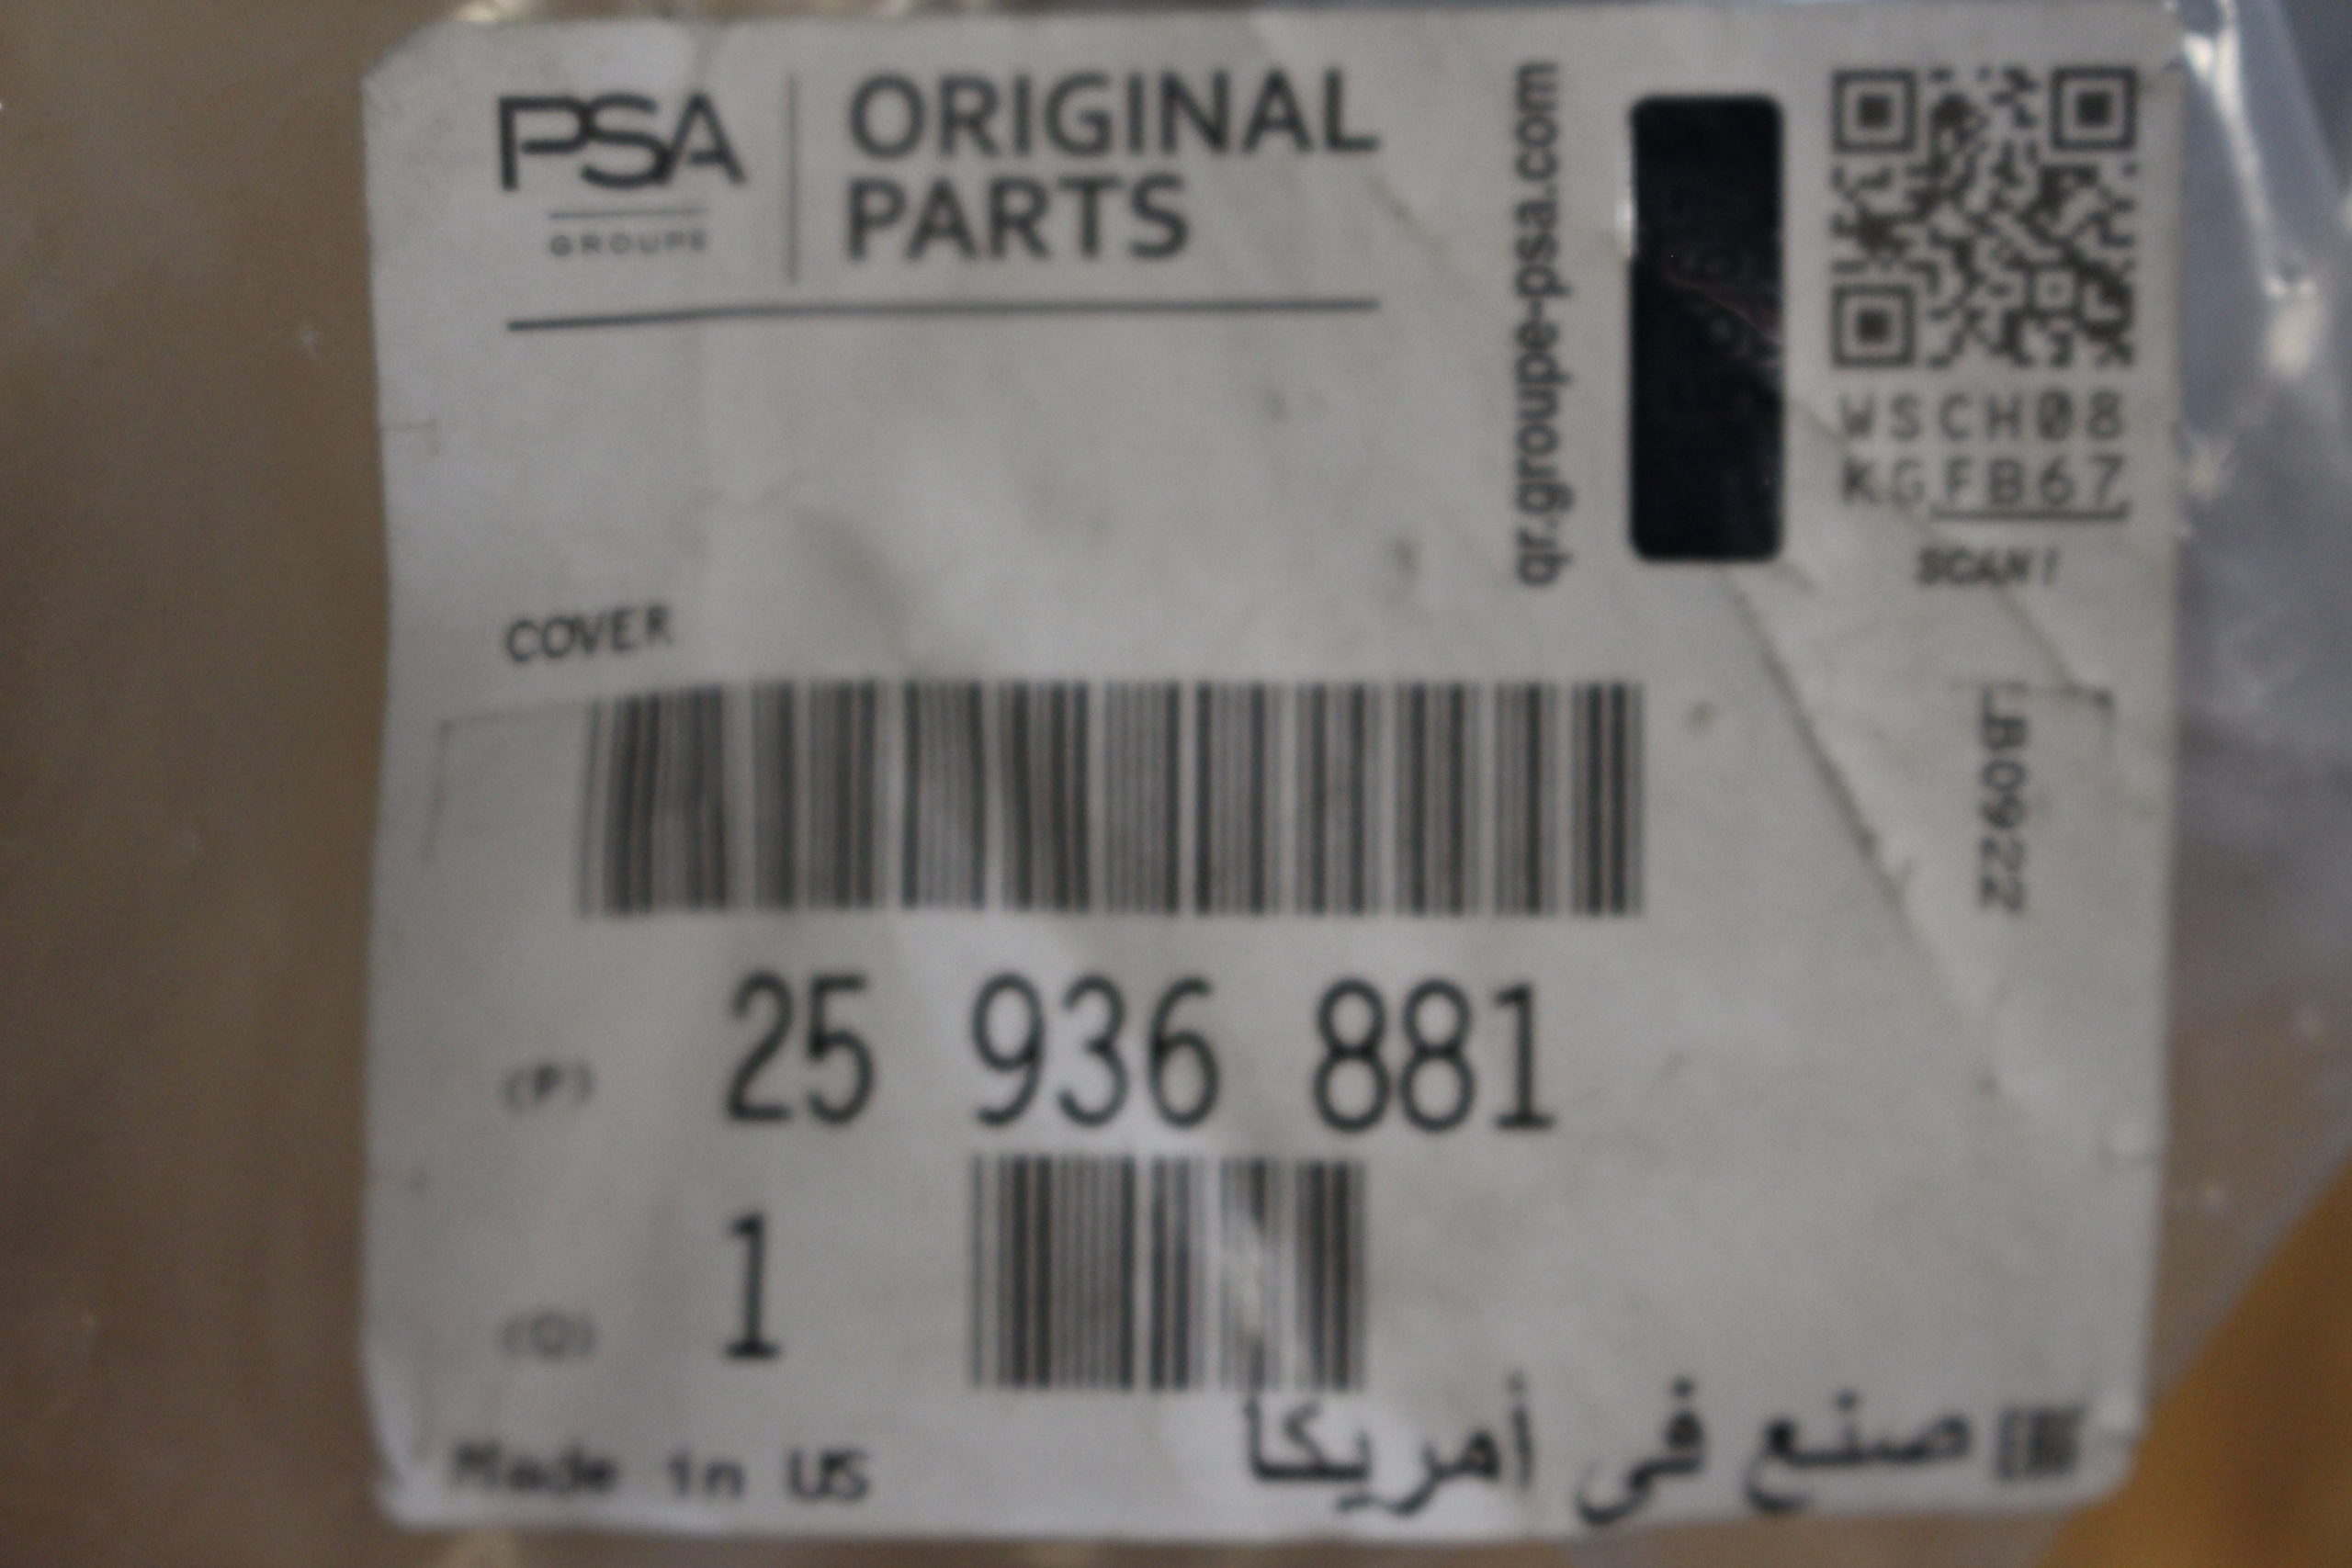 PSA
GROUPE
ORIGINAL
PARTS
qr.groupe-psa.com
WSCH08
KGFB67
SCAN!
COVER
LB0922
(P) 25 936 881
(Q) 1
Made in US
صنع في أمريكا